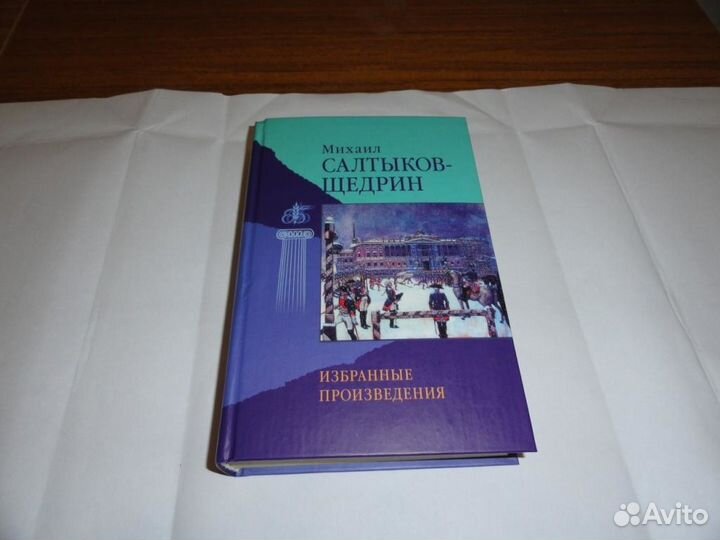 Михаил
САЛТЫКОВ-
ЩЕДРИН
ИЗБРАННЫЕ
ПРОИЗВЕДЕНИЯ
Avito